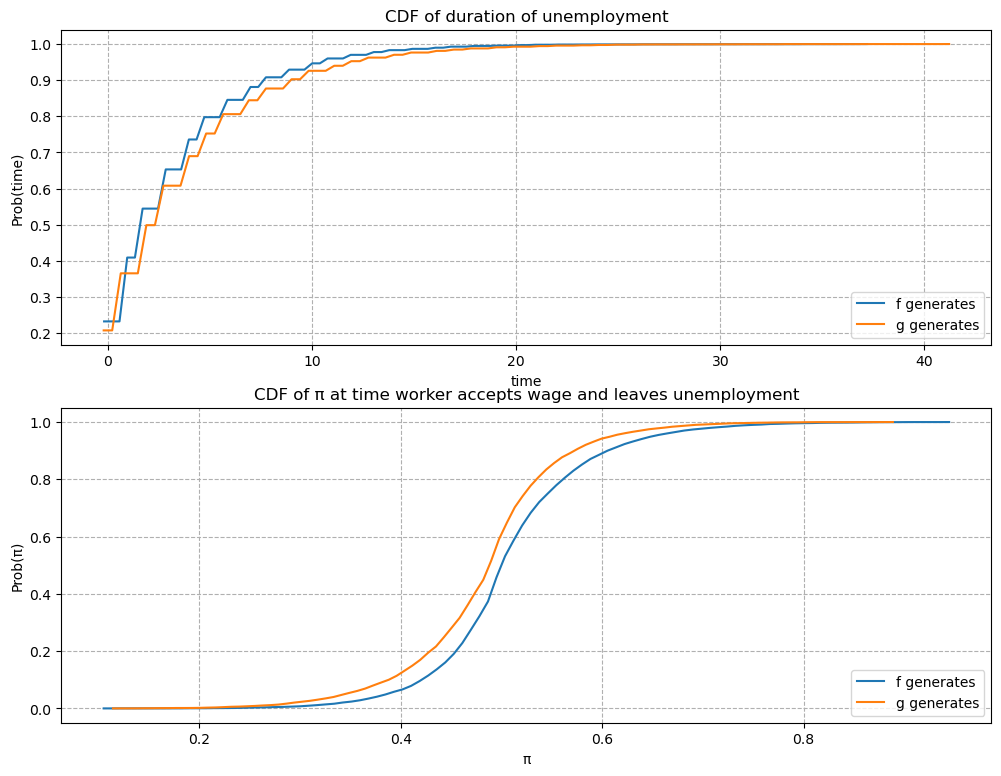 CDF of duration of unemployment
1.0
0.9
0.8
0.7
0.6
0.5
0.4
0.3
0.2
Prob(time)
f generates
g generates
0 10 20 30 40
time
CDF of π at time worker accepts wage and leaves unemployment
1.0
0.8
0.6
0.4
0.2
0.0
Prob(π)
f generates
g generates
0.2 0.4 0.6 0.8
π